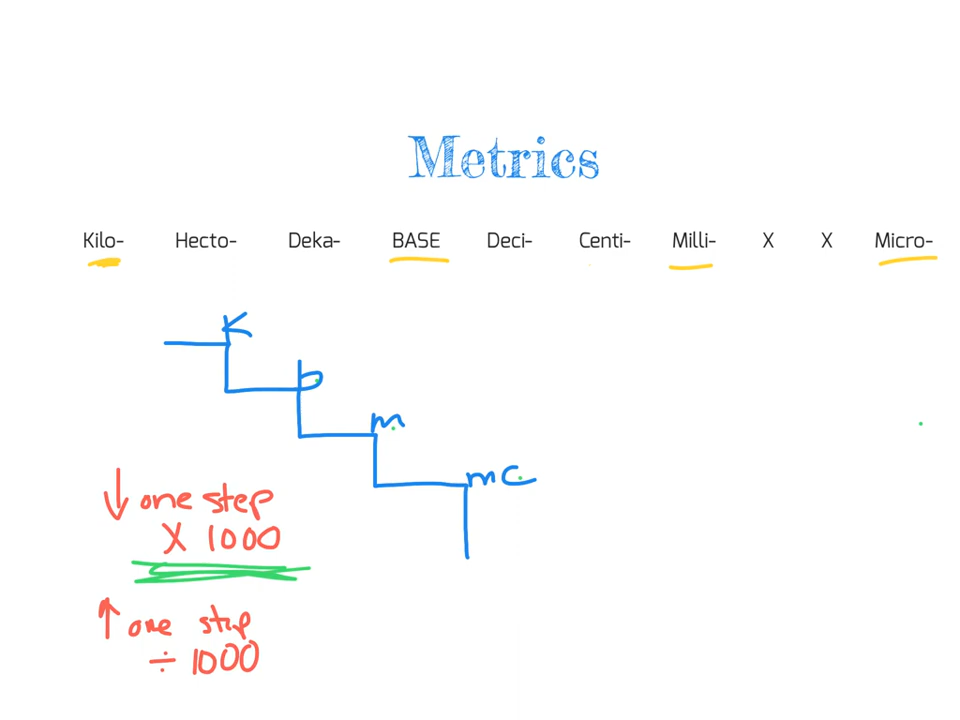 Metrics
Kilo- Hecto- Deka- BASE Deci- Centi- Milli- X X Micro-
K
b
m
mc
↓ one step
X 1000
↑ one step
÷ 1000